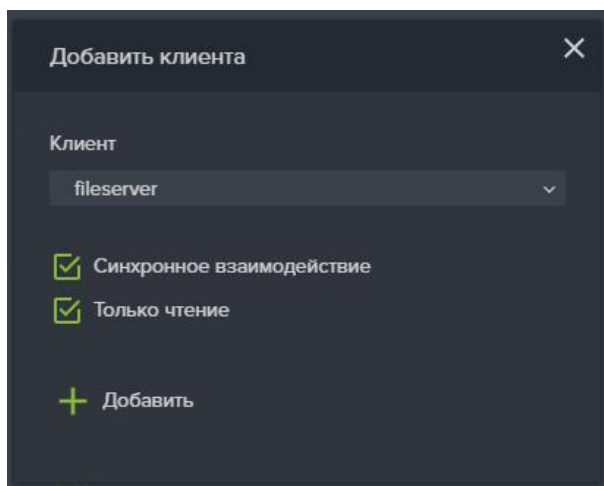 Добавить клиента
Клиент
fileserver
Синхронное взаимодействие
Только чтение
Добавить